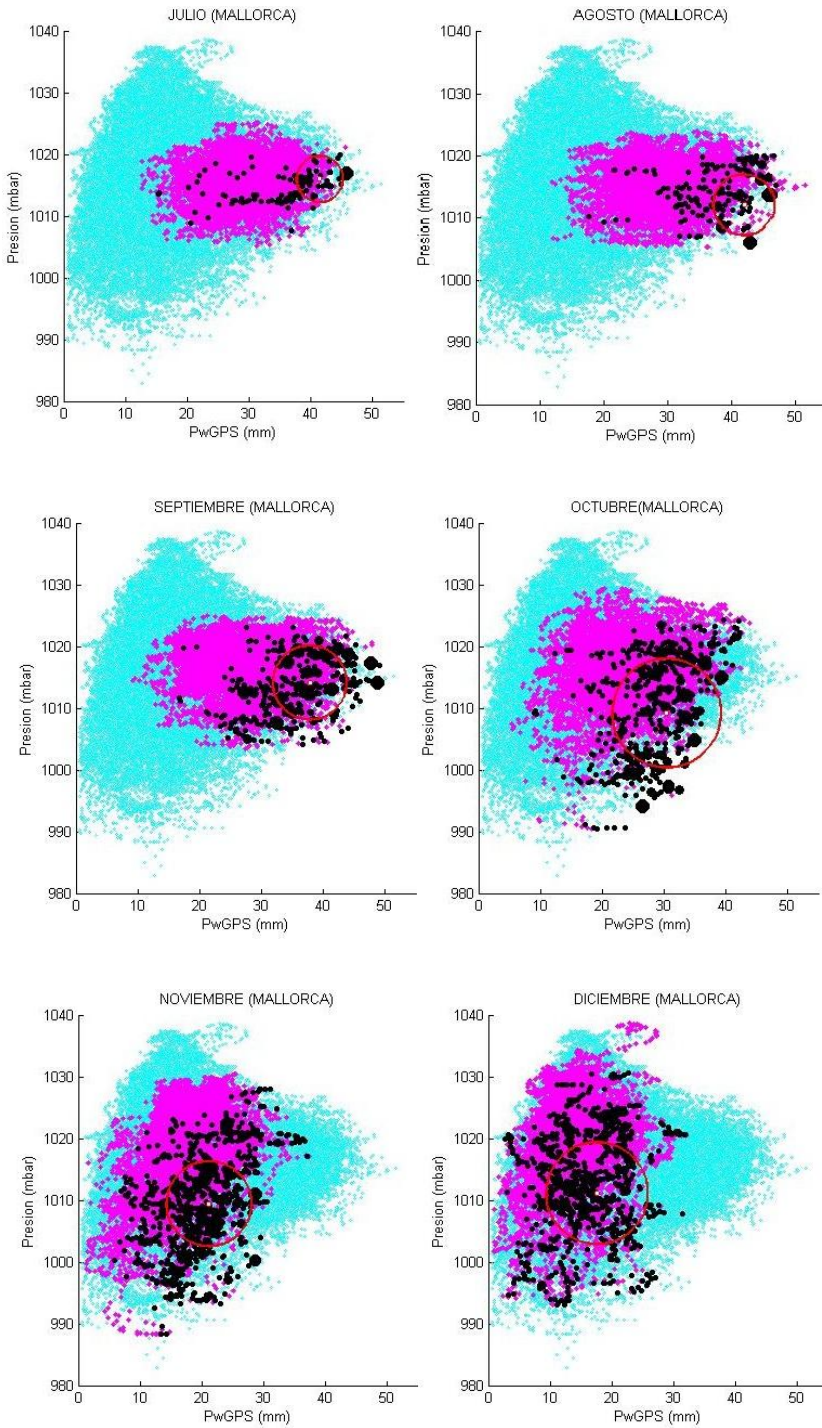 JULIO (MALLORCA)
1040
1030
1020
1010
1000
990
980
Presion (mbar)
0 10 20 30 40 50
PwGPS (mm)
AGOSTO (MALLORCA)
1040
1030
1020
1010
1000
990
980
Presion (mbar)
0 10 20 30 40 50
PwGPS (mm)
SEPTIEMBRE (MALLORCA)
1040
1030
1020
1010
1000
990
980
Presion (mbar)
0 10 20 30 40 50
PwGPS (mm)
OCTUBRE(MALLORCA)
1040
1030
1020
1010
1000
990
980
Presion (mbar)
0 10 20 30 40 50
PwGPS (mm)
NOVIEMBRE (MALLORCA)
1040
1030
1020
1010
1000
990
980
Presion (mbar)
0 10 20 30 40 50
PwGPS (mm)
DICIEMBRE (MALLORCA)
1040
1030
1020
1010
1000
990
980
Presion (mbar)
0 10 20 30 40 50
PwGPS (mm)